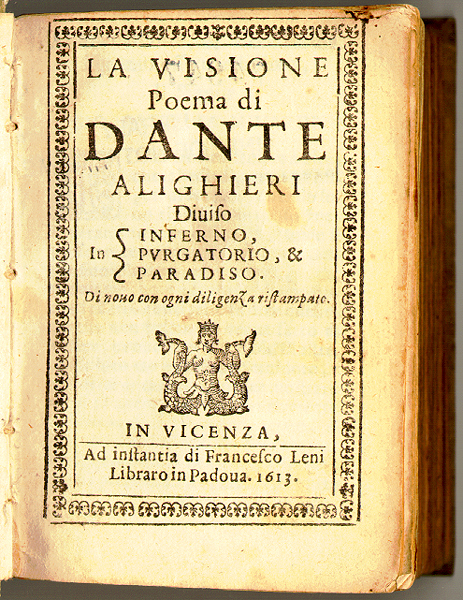 LA VISIONE
Poema di
DANTE
ALIGHIERI
Diuiſo
In { INFERNO,
PVRGATORIO, &
PARADISO.
Di nouo con ogni diligenza riſtampato.
IN VICENZA,
Ad inſtantia di Franceſco Leni
Libraro in Padoua. 1613.